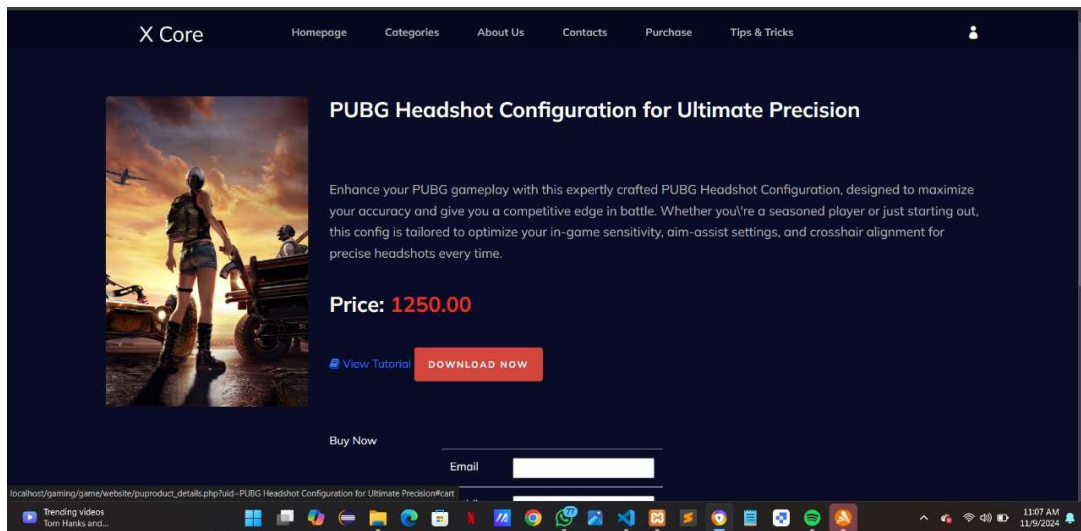 X Core
Homepage Categories About Us Contacts Purchase Tips & Tricks
PUBG Headshot Configuration for Ultimate Precision
Enhance your PUBG gameplay with this expertly crafted PUBG Headshot Configuration, designed to maximize
your accuracy and give you a competitive edge in battle. Whether you\'re a seasoned player or just starting out,
this config is tailored to optimize your in-game sensitivity, aim-assist settings, and crosshair alignment for
precise headshots every time.
Price: 1250.00
View Tutorial DOWNLOAD NOW
Buy Now
Email
localhost/gaming/game/website/puproduct_details.php?uid=PUBG Headshot Configuration for Ultimate Precision#cart
Trending videos
Tom Hanks and...
11:07 AM
11/9/2024